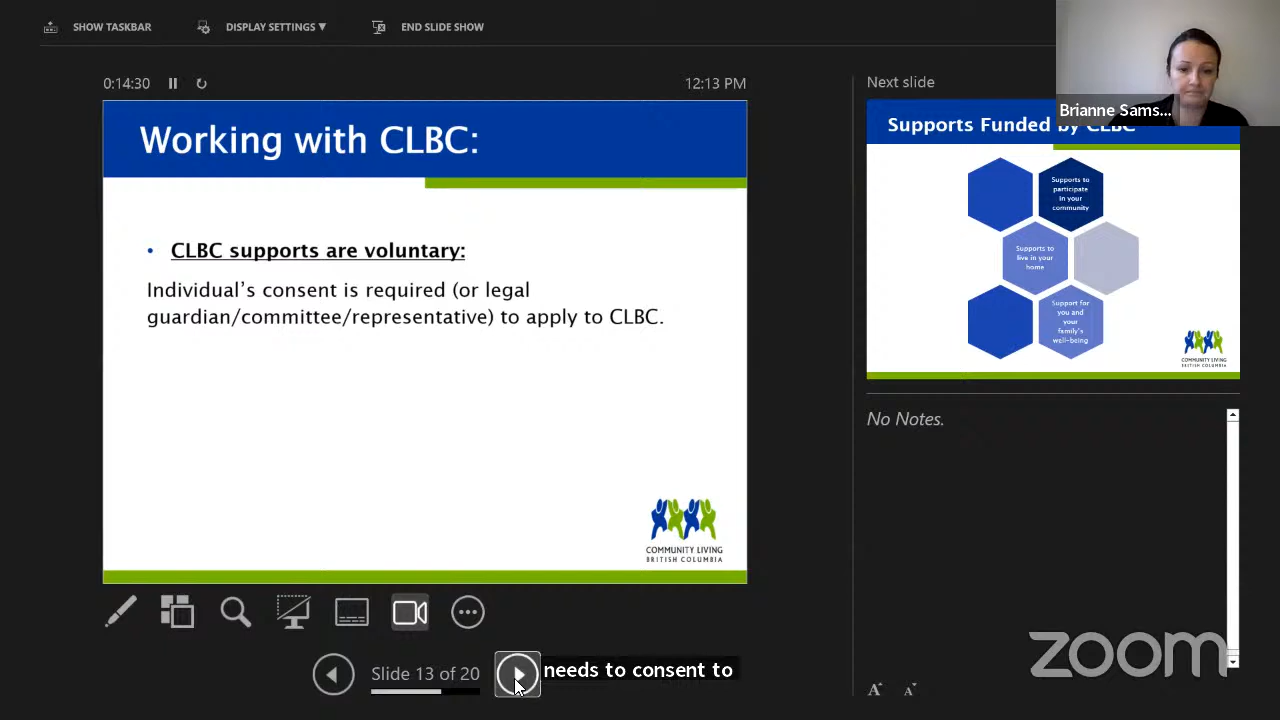 SHOW TASKBAR
DISPLAY SETTINGS ▼
END SLIDE SHOW
0:14:30
12:13 PM
Working with CLBC:
• CLBC supports are voluntary:
Individual’s consent is required (or legal
guardian/committee/representative) to apply to CLBC.
COMMUNITY LIVING
BRITISH COLUMBIA
Slide 13 of 20
needs to consent to
Next slide
Brianne Sams...
Supports Funded by CLBC
Supports to
participate
in your
community
Supports to
live in your
home
Support for
you and
your
family's
well-being
COMMUNITY LIVING
BRITISH COLUMBIA
No Notes.
A A
zoom